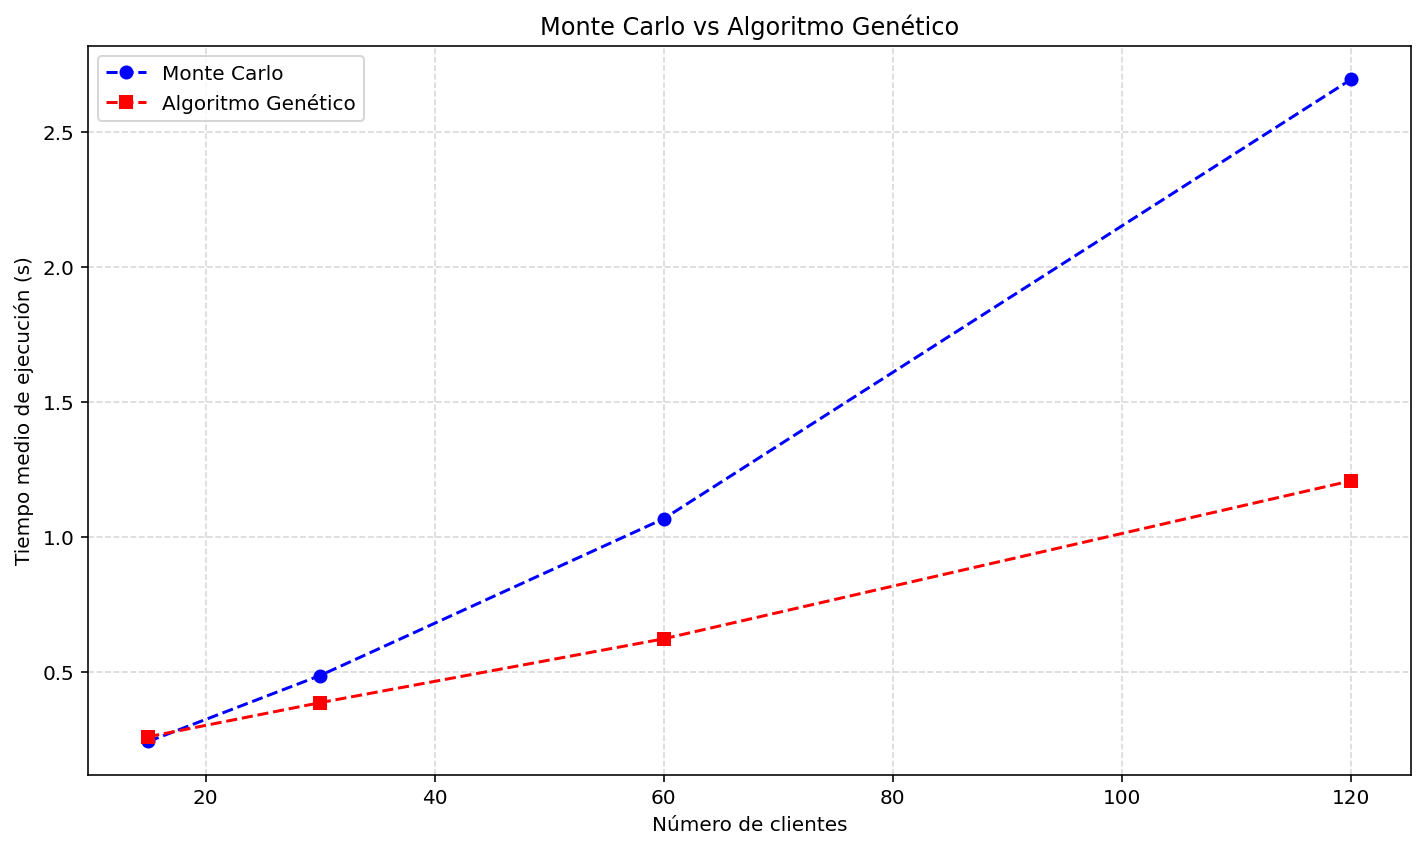 Monte Carlo vs Algoritmo Genético
Monte Carlo
Algoritmo Genético
Tiempo medio de ejecución (s)
2.5
2.0
1.5
1.0
0.5
20 40 60 80 100 120
Número de clientes